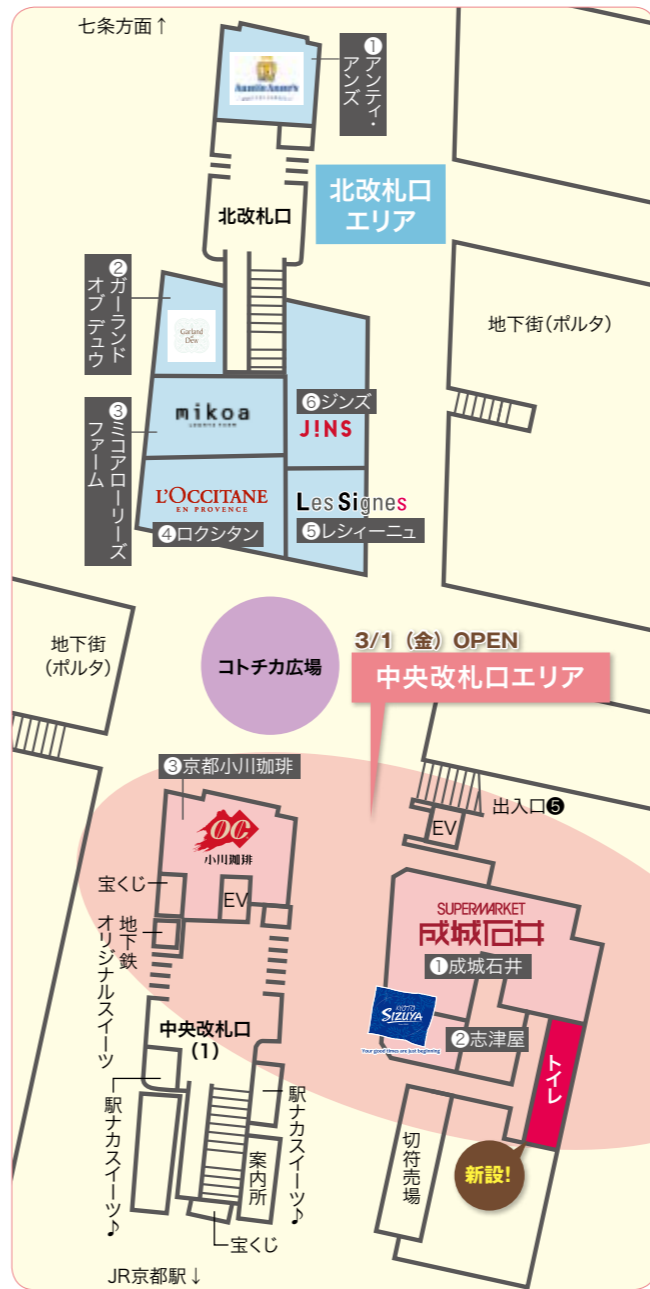 七条方面↑
❶アンティ・
アンズ
Auntie Anne's
北改札口
エリア
北改札口
❷ガーランド
オブ デュウ
Garland
of
Dew
地下街(ポルタ)
❸ミコアローリーズ
ファーム
mikoa
❻ジンズ
J!NS
L'OCCITANE
EN PROVENCE
❹ロクシタン
Les Signes
❺レシィーニュ
地下街
(ポルタ)
コトチカ広場
3/1 (金) OPEN
中央改札口エリア
❸京都小川珈琲
OC
小川珈琲
出入口❺
EV
宝くじ
EV
地下鉄
オリジナルスイーツ
SUPERMARKET
成城石井
❶成城石井
KYOTO
SIZUYA
Your good times are just beginning
❷志津屋
中央改札口
(1)
トイレ
駅ナカスイーツ♪
駅ナカスイーツ♪
案内所
切符売場
新設!
宝くじ
JR京都駅↓